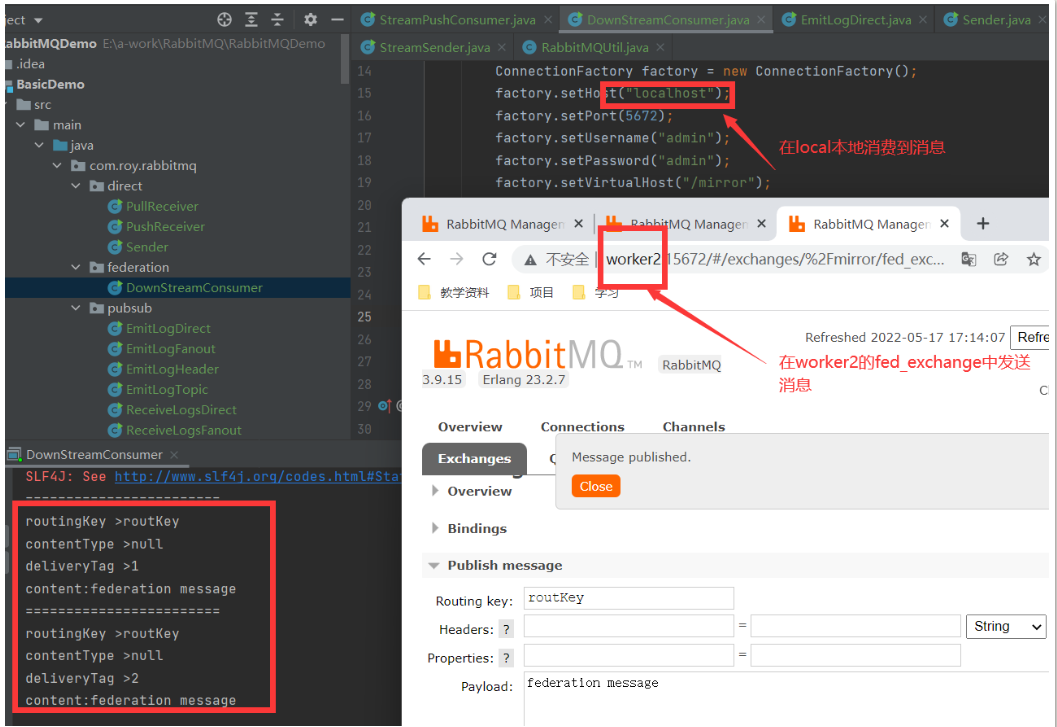 ject
StreamPushConsumer.java
DownStreamConsumer.java
EmitLogDirect.java
Sender.java
StreamSender.java
RabbitMQUtil.java
abbitMQDemo E:\a-work\RabbitMQ\RabbitMQDemo
.idea
BasicDemo
src
main
java
com.roy.rabbitmq
direct
PullReceiver
PushReceiver
Sender
federation
DownStreamConsumer
pubsub
EmitLogDirect
EmitLogFanout
EmitLogHeader
EmitLogTopic
ReceiveLogsDirect
ReceiveLogsFanout
14 ConnectionFactory factory = new ConnectionFactory();
15 factory.setHost("localhost");
16 factory.setPort(5672);
17 factory.setUsername("admin");
18 factory.setPassword("admin");
19 factory.setVirtualHost("/mirror");
20
21
22
23
24
25
26
27
28
29
30
在local本地消费到消息
RabbitMQ Managem
RabbitMQ Managem
RabbitMQ Managem
不安全 worker2:15672/#/exchanges/%2Fmirror/fed_exc...
教学资料 项目 学习
Refreshed 2022-05-17 17:14:07 Refre
RabbitMQ TM RabbitMQ
3.9.15 Erlang 23.2.7
在worker2的fed_exchange中发送
消息
Overview Connections Channels
Exchanges
Message published.
Close
Overview
Bindings
Publish message
Routing key: routKey
Headers: ? = String
Properties: ? =
Payload: federation message
DownStreamConsumer
SLF4J: See http://www.slf4j.org/codes.html#Sta
------------------------
routingKey >routKey
contentType >null
deliveryTag >1
content:federation message
========================
routingKey >routKey
contentType >null
deliveryTag >2
content:federation message